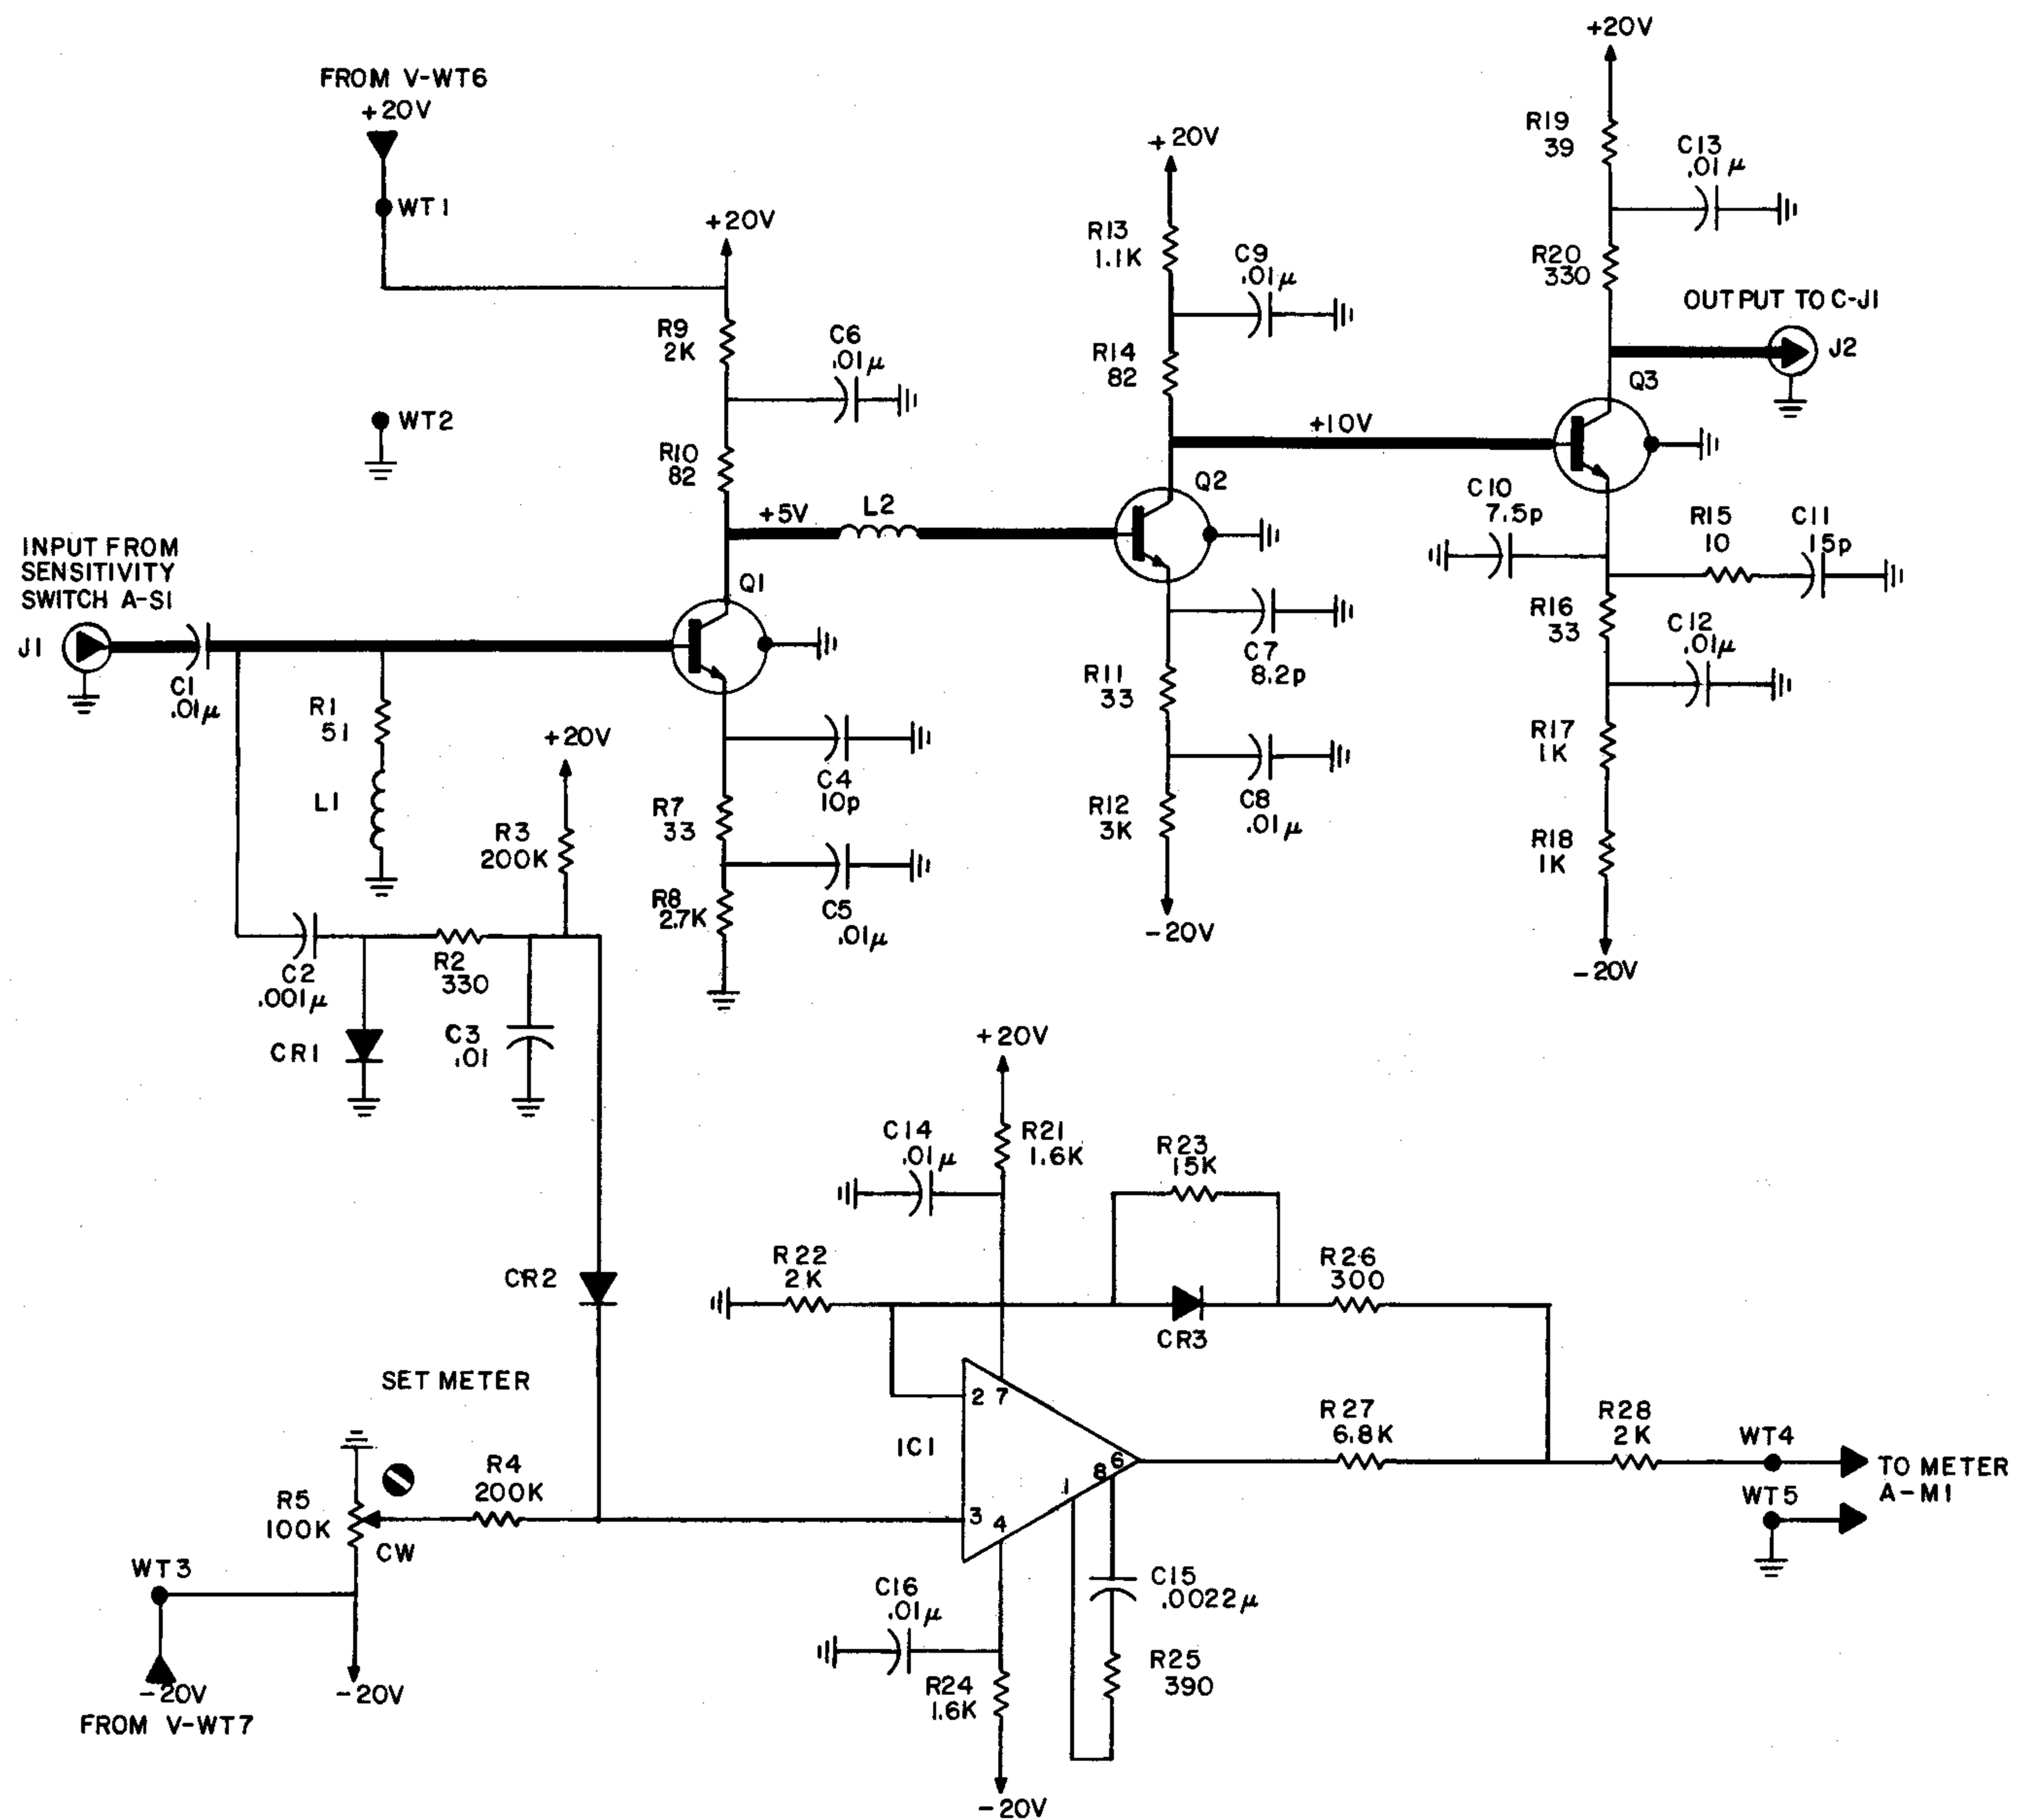 FROM V-WT6
+20V
WT1
WT2
+20V
R9
2K
C6
.01μ
R10
82
+5V
L2
Q1
INPUT FROM
SENSITIVITY
SWITCH A-S1
J1
C1
.01μ
R1
51
L1
C2
.001μ
R2
330
R3
200K
+20V
CR1
C3
.01
C4
10p
R7
33
R8
2.7K
C5
.01μ
+20V
R13
1.1K
C9
.01μ
R14
82
+10V
Q2
C7
8.2p
R11
33
C8
.01μ
R12
3K
-20V
+20V
R19
39
C13
.01μ
R20
330
OUTPUT TO C-J1
J2
Q3
C10
7.5p
R15
10
C11
15p
R16
33
C12
.01μ
R17
1K
R18
1K
-20V
CR2
SET METER
R5
100K
CW
R4
200K
WT3
-20V
FROM V-WT7
-20V
+20V
C14
.01μ
R21
1.6K
R22
2K
R23
15K
CR3
R26
300
IC1
2 7
3 4
1
8 6
R27
6.8K
R28
2K
WT4
TO METER
A-M1
WT5
C15
.0022μ
R25
390
C16
.01μ
R24
1.6K
-20V